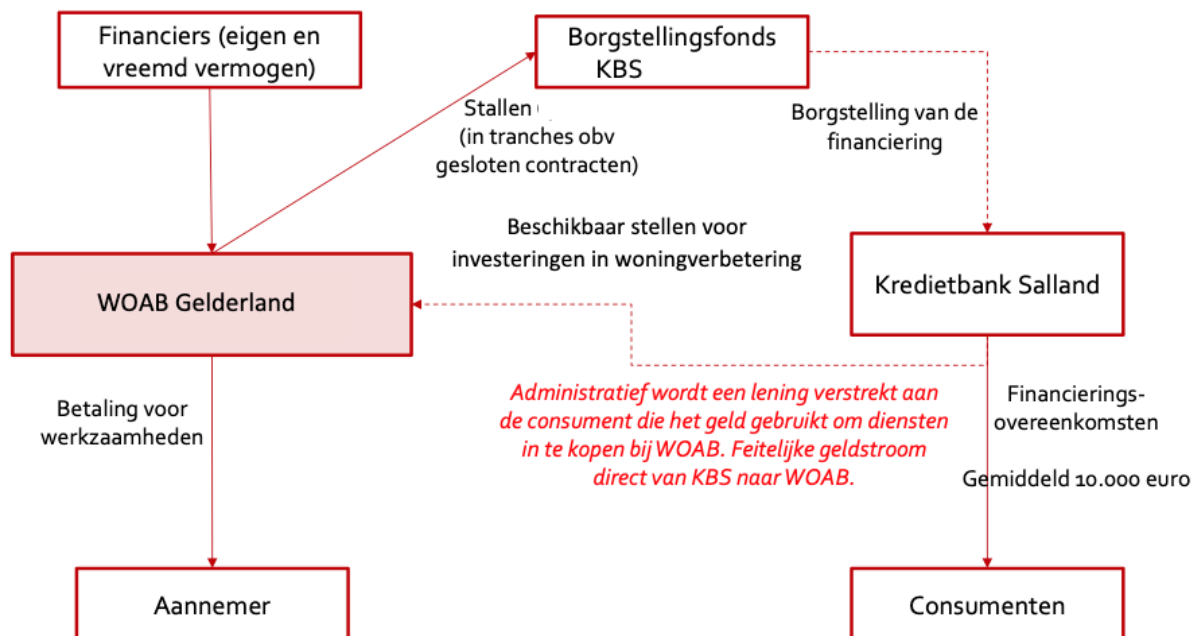 Financiers (eigen en
vreemd vermogen)
Borgstellingsfonds
KBS
Stallen
(in tranches obv
gesloten contracten)
Borgstelling van de
financiering
Beschikbaar stellen voor
investeringen in woningverbetering
WOAB Gelderland
Kredietbank Salland
Betaling voor
werkzaamheden
Administratief wordt een lening verstrekt aan
de consument die het geld gebruikt om diensten
in te kopen bij WOAB. Feitelijke geldstroom
direct van KBS naar WOAB.
Financierings-
overeenkomsten
Gemiddeld 10.000 euro
Aannemer
Consumenten